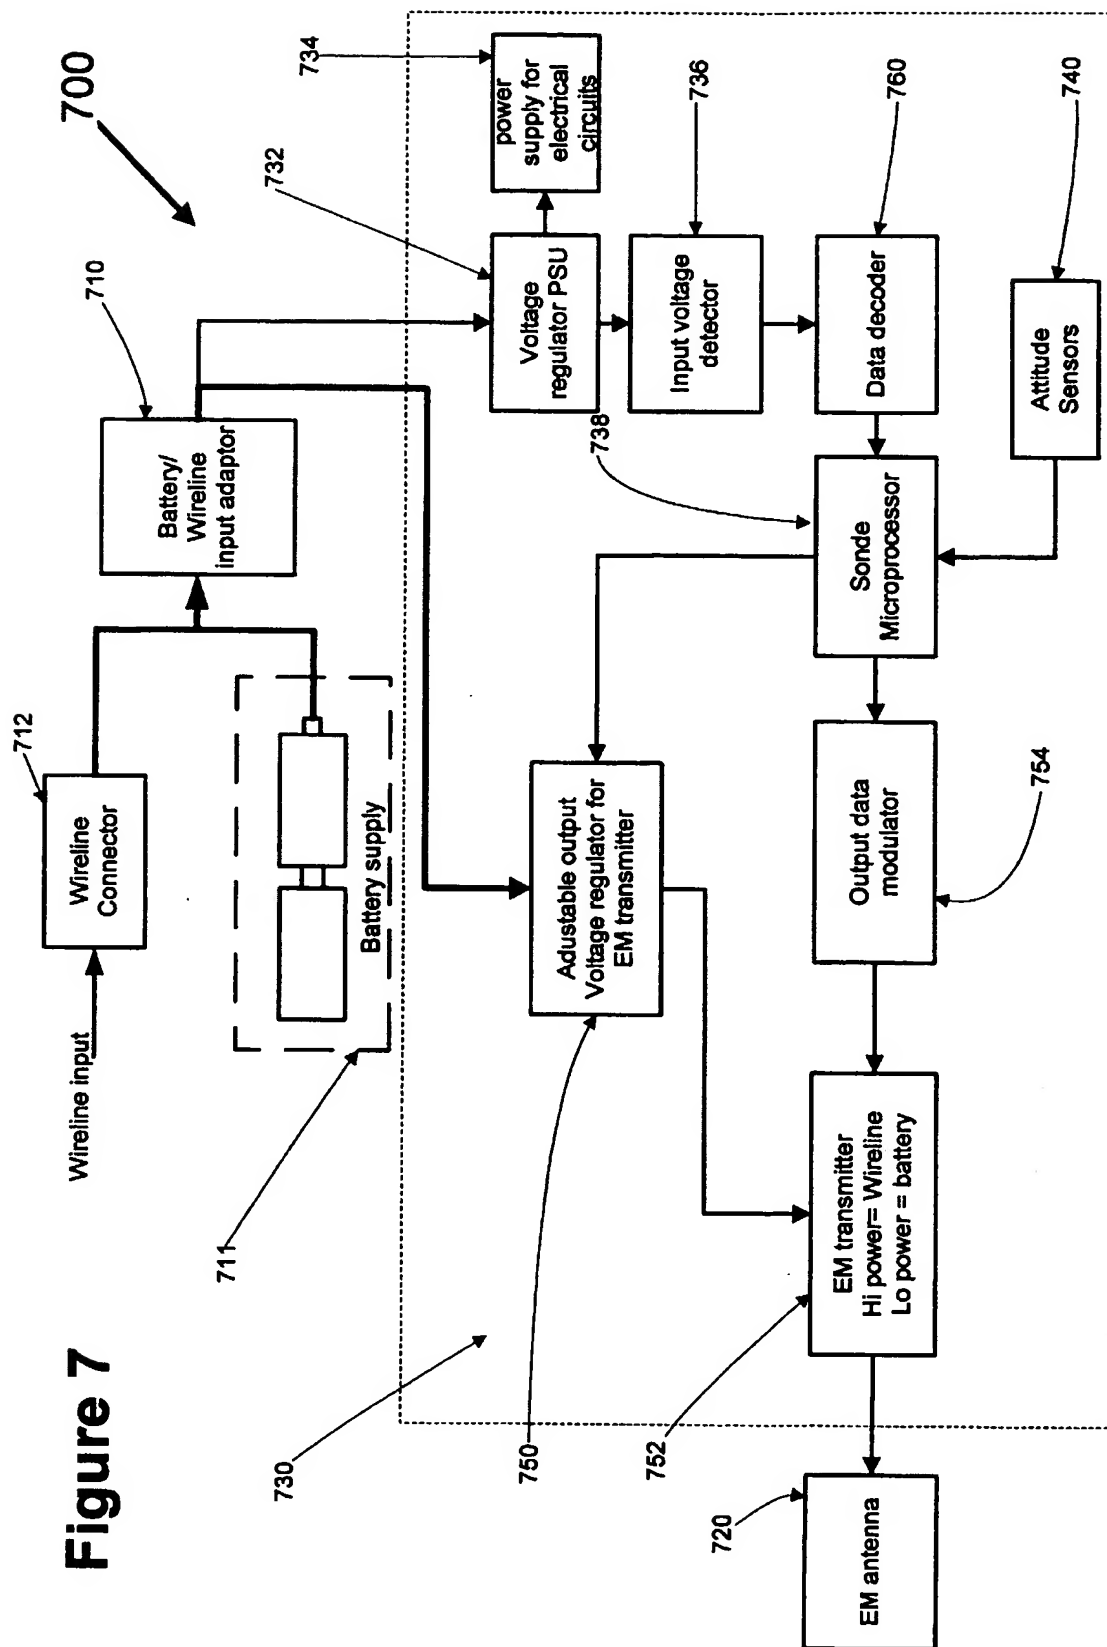 Figure 7
700
Wireline input
Wireline
Connector
712
Battery supply
711
Battery/
Wireline
input adaptor
710
730
732
734
power
supply for
electrical
circuits
Voltage
regulator PSU
Input voltage
detector
736
Data decoder
760
Attitude
Sensors
740
738
Sonde
Microprocessor
Adustable output
Voltage regulator for
EM transmitter
750
Output data
modulator
754
EM transmitter
Hi power= Wireline
Lo power = battery
752
EM antenna
720